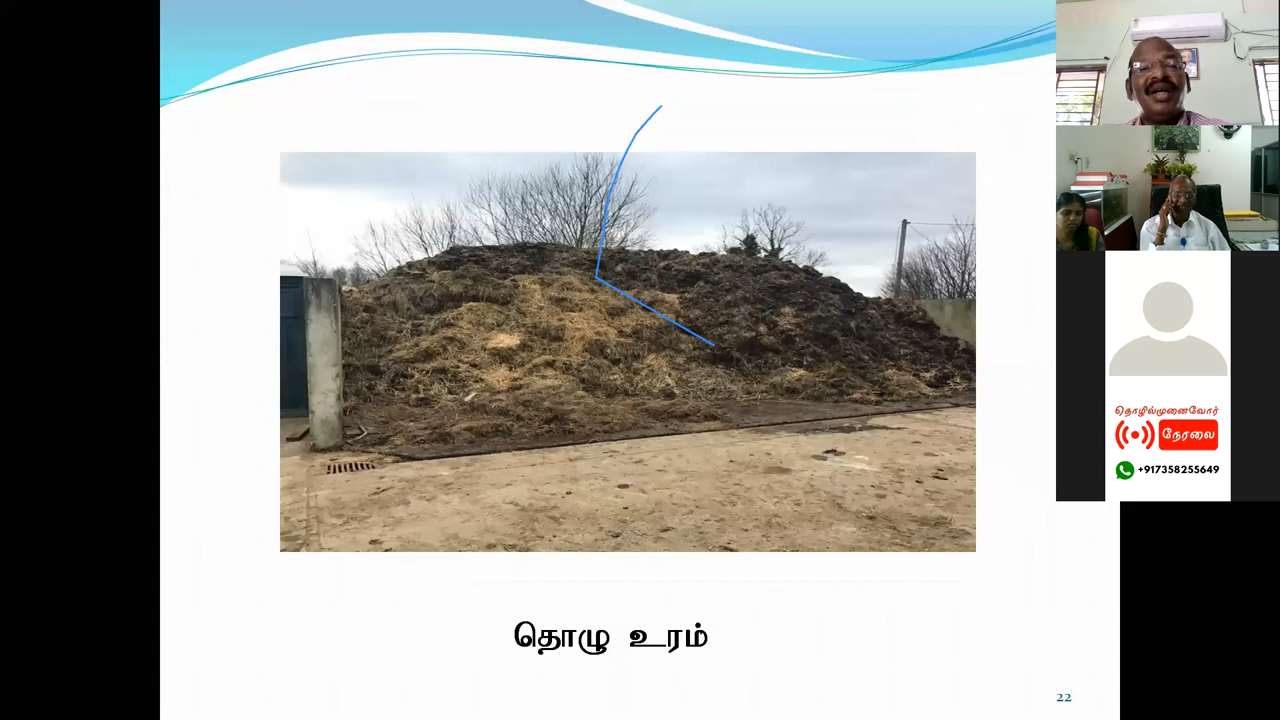 தொழில்முனைவோர்
நேரலை
+917358255649
தொழு உரம்
22